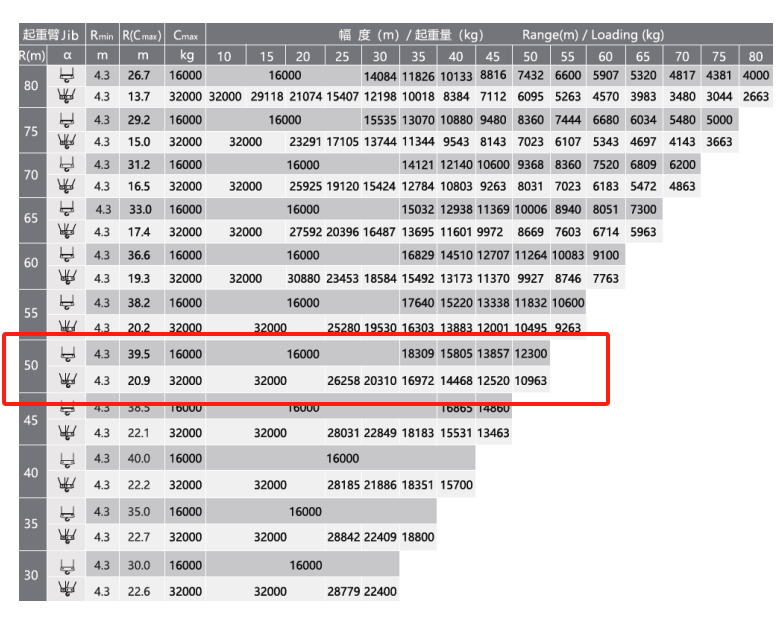 起重臂Jib Rmin R(Cmax) Cmax 幅 度 (m) / 起重量 (kg) Range(m) / Loading (kg)
R(m) α m m kg 10 15 20 25 30 35 40 45 50 55 60 65 70 75 80
80 4.3 26.7 16000 16000 14084 11826 10133 8816 7432 6600 5907 5320 4817 4381 4000
4.3 13.7 32000 32000 29118 21074 15407 12198 10018 8384 7112 6095 5263 4570 3983 3480 3044 2663
75 4.3 29.2 16000 16000 15535 13070 10880 9480 8360 7444 6680 6034 5480 5000
4.3 15.0 32000 32000 23291 17105 13744 11344 9543 8143 7023 6107 5343 4697 4143 3663
70 4.3 31.2 16000 16000 14121 12140 10600 9368 8360 7520 6809 6200
4.3 16.5 32000 32000 25925 19120 15424 12784 10803 9263 8031 7023 6183 5472 4863
65 4.3 33.0 16000 16000 15032 12938 11369 10006 8940 8051 7300
4.3 17.4 32000 32000 27592 20396 16487 13695 11601 9972 8669 7603 6714 5963
60 4.3 36.6 16000 16000 16829 14510 12707 11264 10083 9100
4.3 19.3 32000 32000 30880 23453 18584 15492 13173 11370 9927 8746 7763
55 4.3 38.2 16000 16000 17640 15220 13338 11832 10600
4.3 20.2 32000 32000 25280 19530 16303 13883 12001 10495 9263
50 4.3 39.5 16000 16000 18309 15805 13857 12300
4.3 20.9 32000 32000 26258 20310 16972 14468 12520 10963
45 4.3 38.5 16000 16000 16865 14860
4.3 22.1 32000 32000 28031 22849 18183 15531 13463
40 4.3 40.0 16000 16000
4.3 22.2 32000 32000 28185 21886 18351 15700
35 4.3 35.0 16000 16000
4.3 22.7 32000 32000 28842 22409 18800
30 4.3 30.0 16000 16000
4.3 22.6 32000 32000 28779 22400